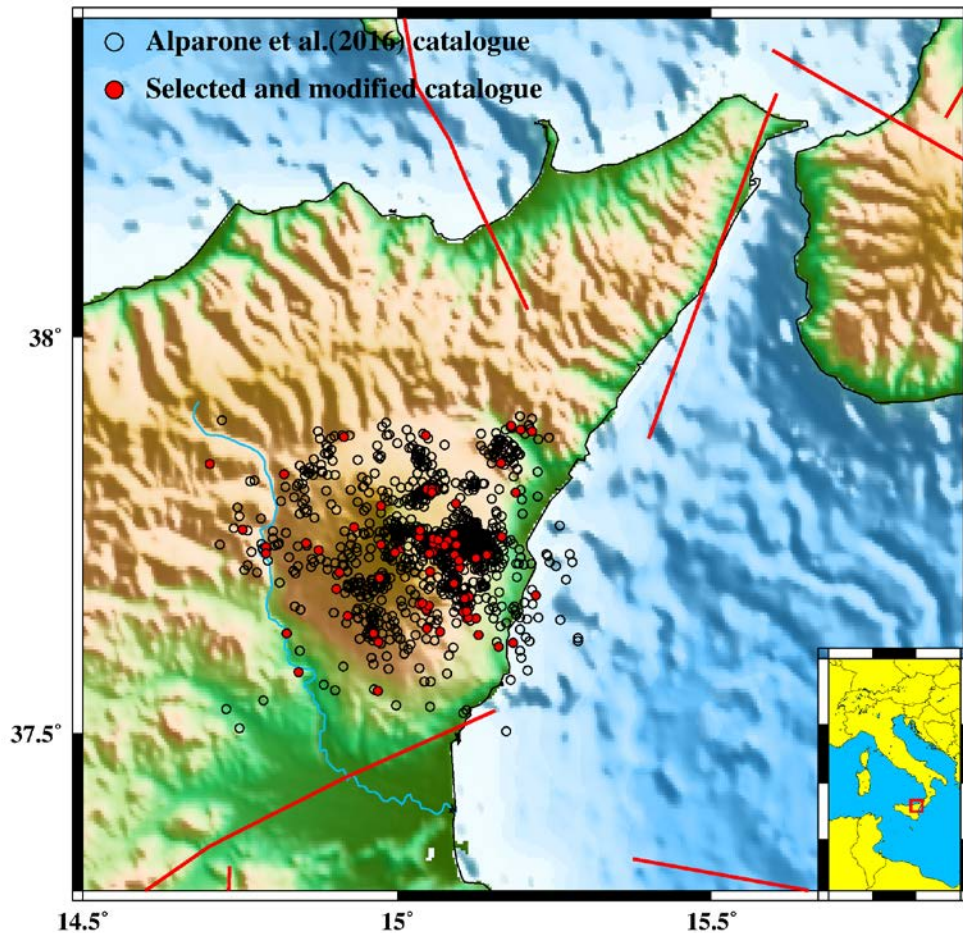 Alparone et al.(2016) catalogue
Selected and modified catalogue
38°
37.5°
14.5°
15°
15.5°